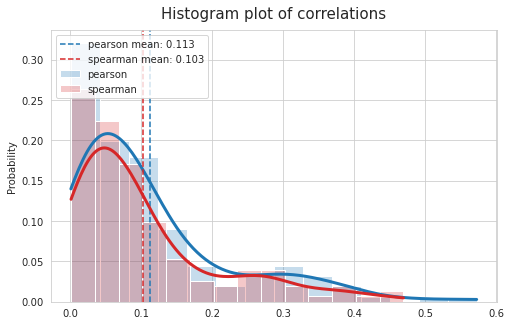 Histogram plot of correlations
pearson mean: 0.113
spearman mean: 0.103
pearson
spearman
Probability
0.30
0.25
0.20
0.15
0.10
0.05
0.00
0.0 0.1 0.2 0.3 0.4 0.5 0.6